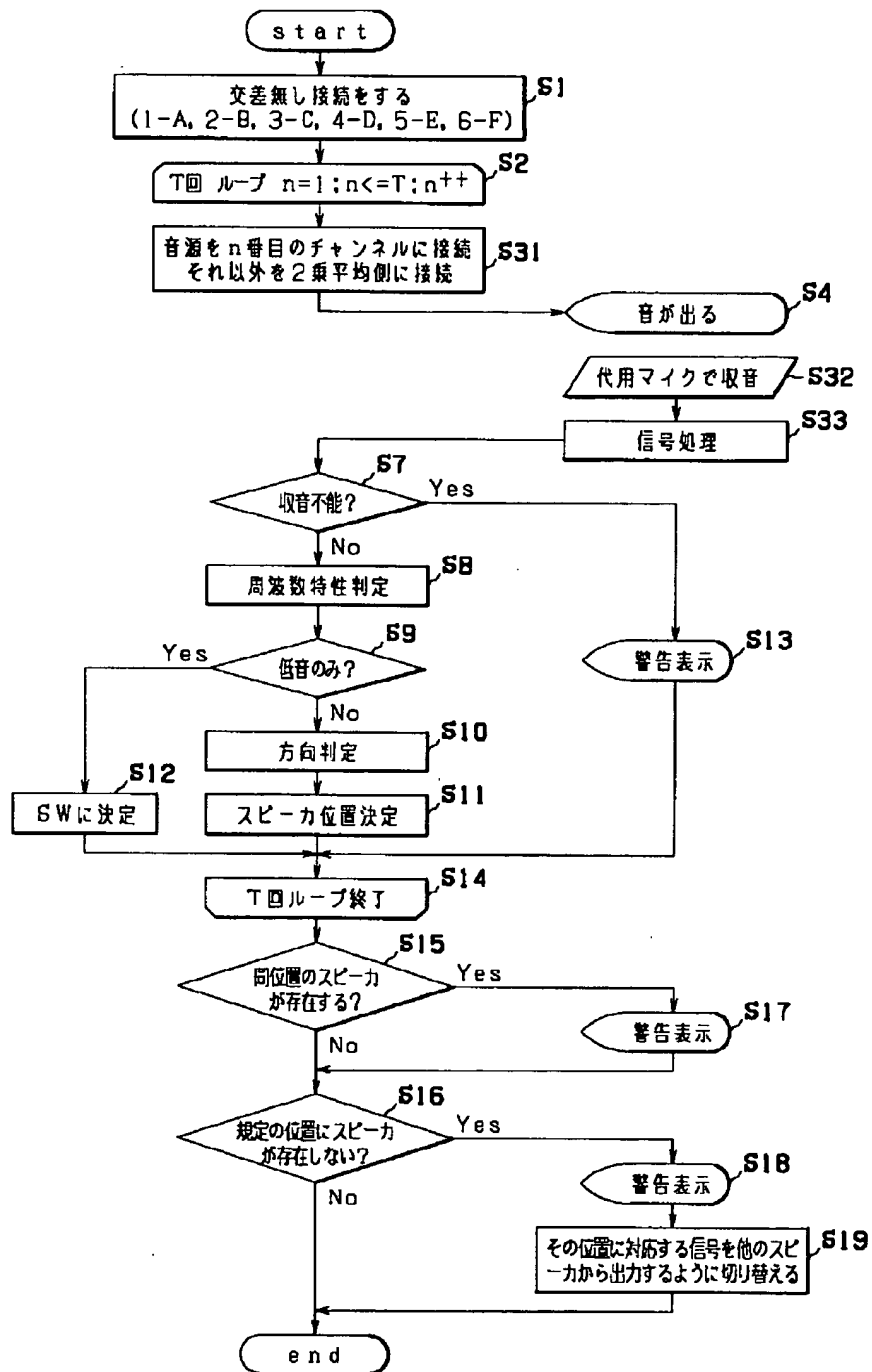 start
S1
交差無し接続をする
(1-A, 2-B, 3-C, 4-D, 5-E, 6-F)
S2
T回 ループ n=1;n<=T;n++
音源をn番目のチャンネルに接続
それ以外を2乗平均側に接続
S31
音が出る
S4
代用マイクで収音
S32
信号処理
S33
S7
収音不能?
Yes
No
S8
周波数特性判定
S9
低音のみ?
Yes
No
警告表示
S13
S10
方向判定
S12
SWに決定
S11
スピーカ位置決定
S14
T回ループ終了
S15
同位置のスピーカ
が存在する?
Yes
No
警告表示
S17
S16
規定の位置にスピーカ
が存在しない?
Yes
No
警告表示
S18
その位置に対応する信号を他のスピ
ーカから出力するように切り替える
S19
end